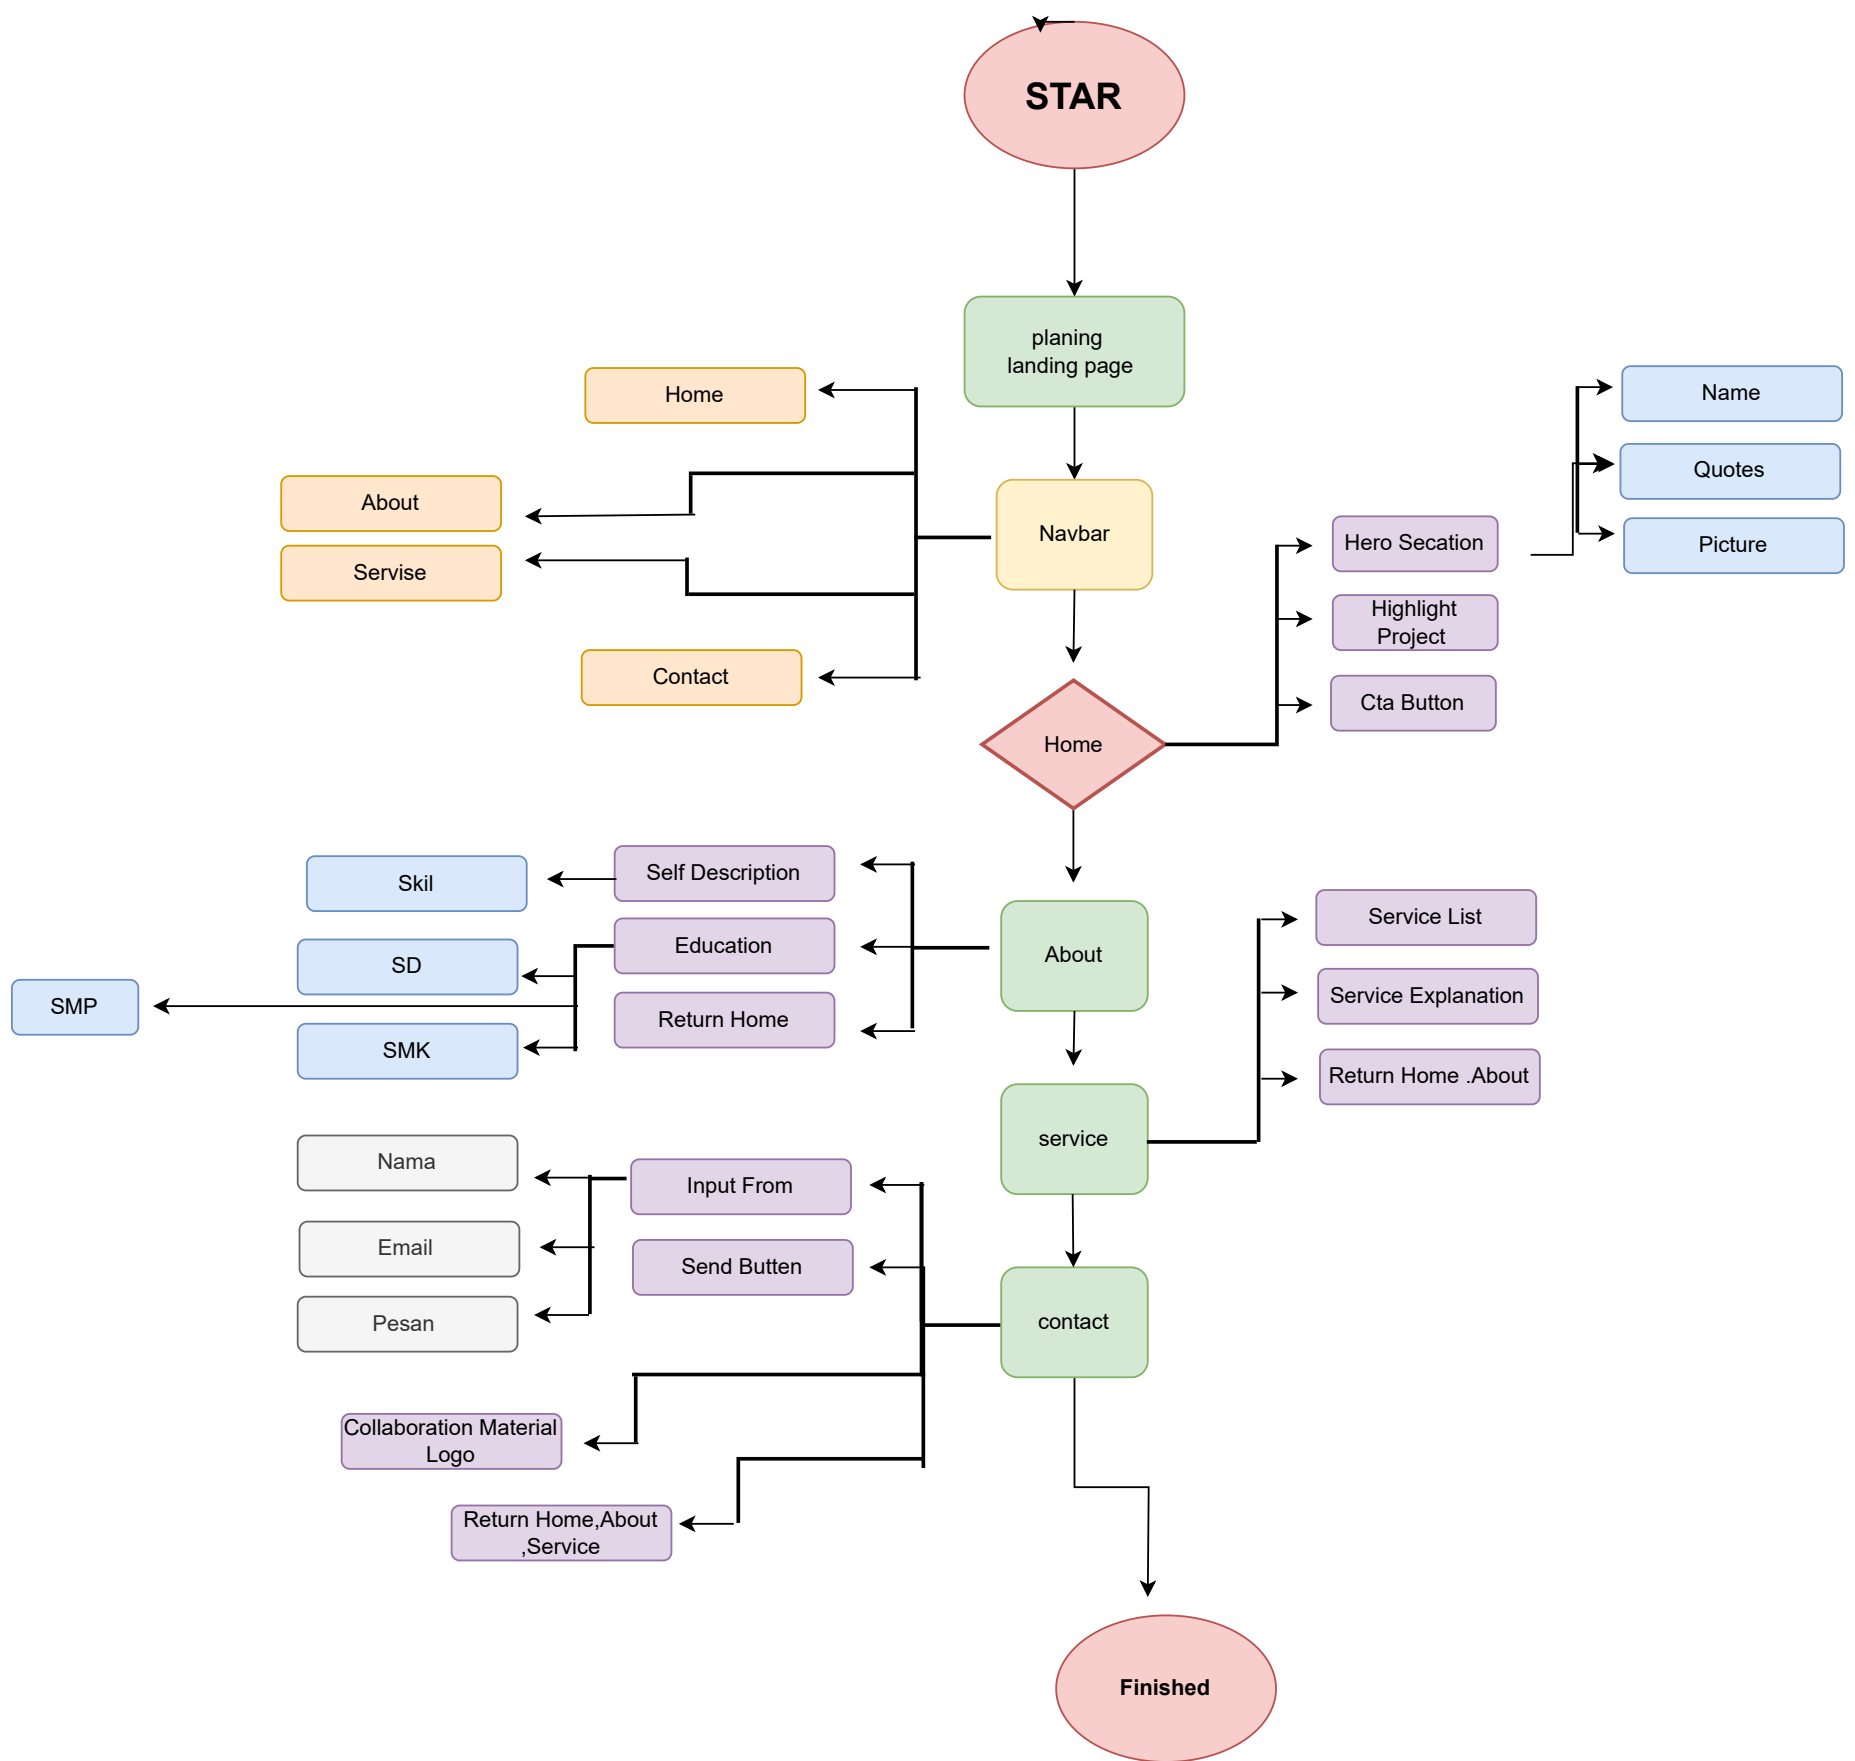 STAR
planing
landing page
Home
Name
About
Quotes
Navbar
Hero Secation
Picture
Servise
Highlight
Project
Contact
Cta Button
Home
Self Description
Skil
Service List
Education
About
SD
Service Explanation
SMP
Return Home
SMK
Return Home .About
service
Nama
Input From
Email
Send Butten
Pesan
contact
Collaboration Material
Logo
Return Home,About
,Service
Finished